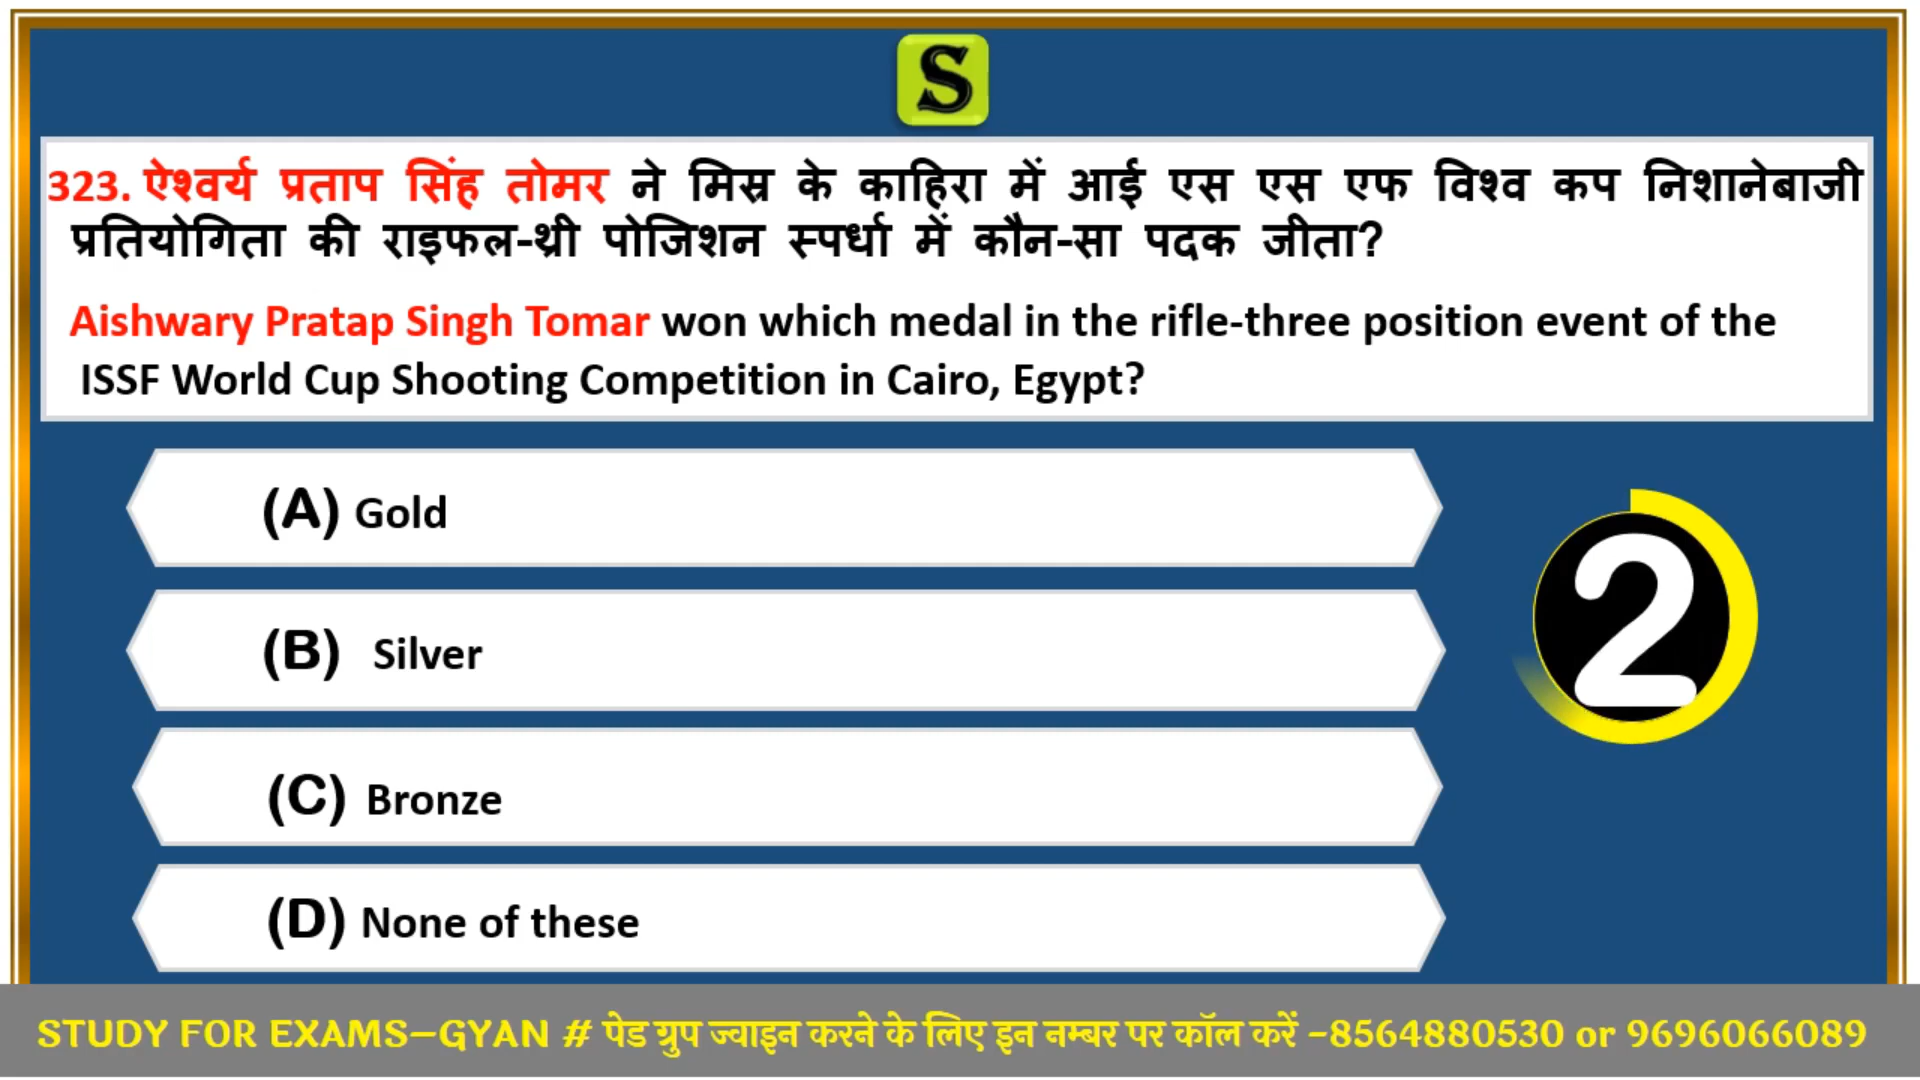 S
323. ऐश्वर्य प्रताप सिंह तोमर ने मिस्र के काहिरा में आई एस एस एफ विश्व कप निशानेबाजी
प्रतियोगिता की राइफल-थ्री पोजिशन स्पर्धा में कौन-सा पदक जीता?
Aishwary Pratap Singh Tomar won which medal in the rifle-three position event of the
ISSF World Cup Shooting Competition in Cairo, Egypt?
(A) Gold
(B) Silver
2
(C) Bronze
(D) None of these
STUDY FOR EXAMS–GYAN # पेड ग्रुप ज्वाइन करने के लिए इन नम्बर पर कॉल करें –8564880530 or 9696066089